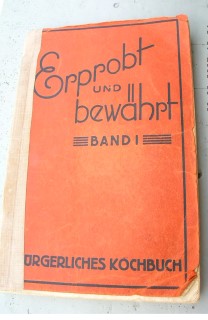 Erprobt
UND
bewährt
BAND I
ÜRGERLICHES KOCHBUCH